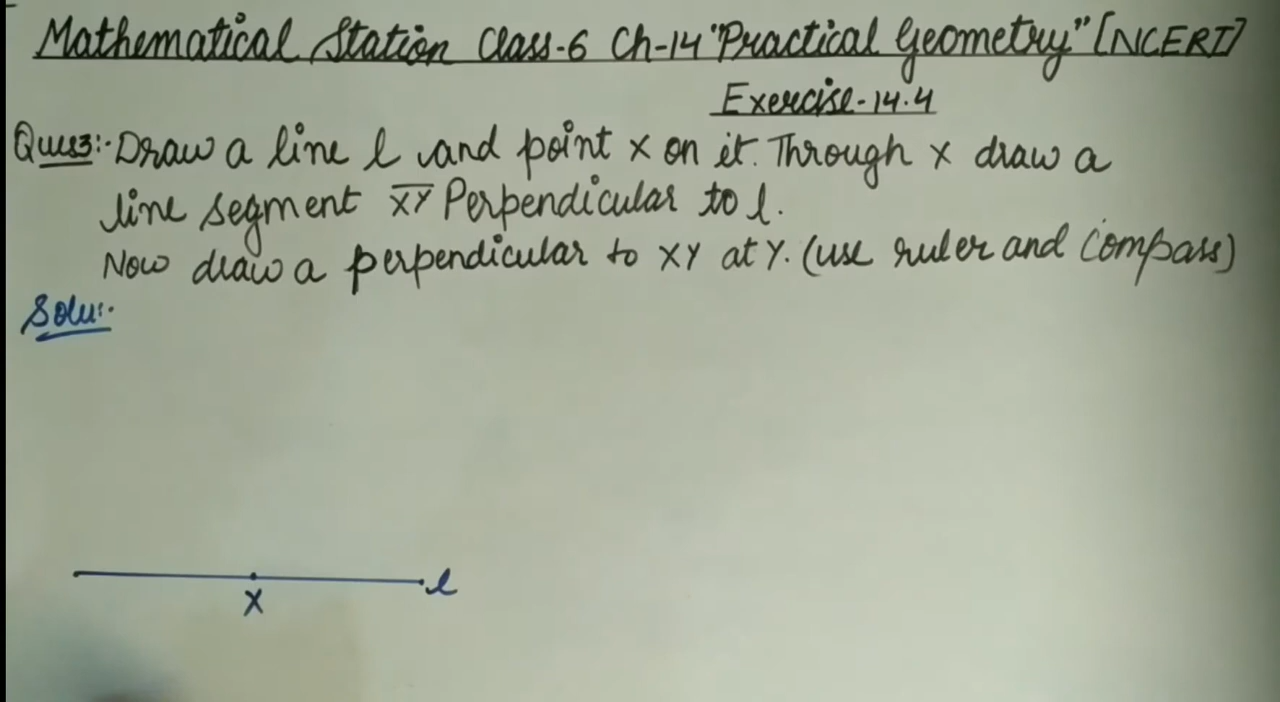 Mathematical Station Class-6 Ch-14 "Practical Geometry" [NCERT]
Exercise-14.4
Ques3:- Draw a line l and point X on it. Through X draw a
line segment X̅Y̅ Perpendicular to l.
Now draw a perpendicular to XY at Y. (use ruler and Compass)
Solu:-
l
X